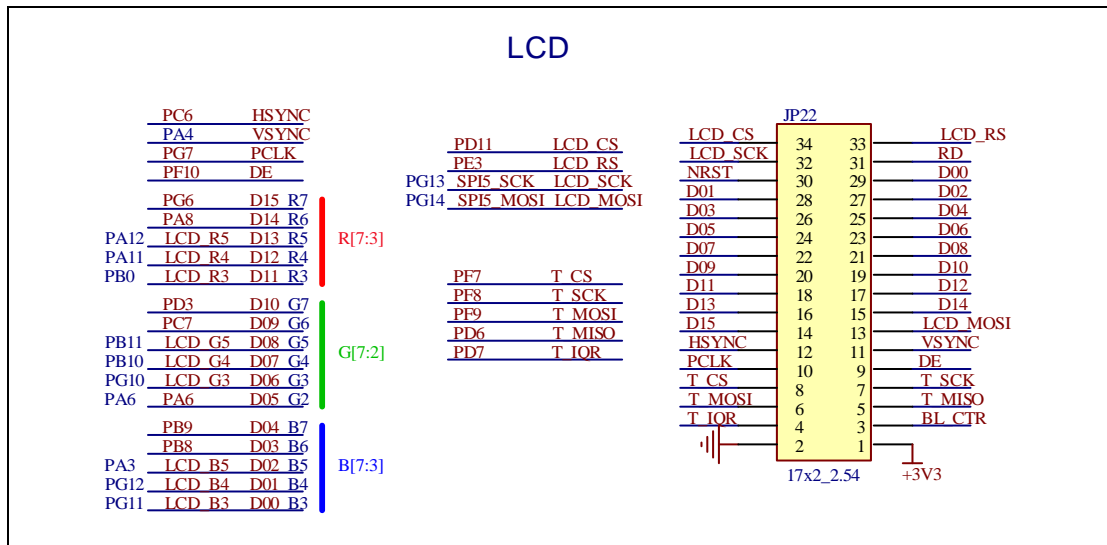 LCD
PC6 HSYNC
PA4 VSYNC
PG7 PCLK
PF10 DE
PG6 D15 R7
PA8 D14 R6
PA12 LCD_R5 D13 R5
PA11 LCD_R4 D12 R4
PB0 LCD_R3 D11 R3
R[7:3]
PD3 D10 G7
PC7 D09 G6
PB11 LCD_G5 D08 G5
PB10 LCD_G4 D07 G4
PG10 LCD_G3 D06 G3
PA6 PA6 D05 G2
G[7:2]
PB9 D04 B7
PB8 D03 B6
PA3 LCD_B5 D02 B5
PG12 LCD_B4 D01 B4
PG11 LCD_B3 D00 B3
B[7:3]
PD11 LCD_CS
PE3 LCD_RS
PG13 SPI5_SCK LCD_SCK
PG14 SPI5_MOSI LCD_MOSI
PF7 T_CS
PF8 T_SCK
PF9 T_MOSI
PD6 T_MISO
PD7 T_IQR
JP22
LCD_CS 34 33 LCD_RS
LCD_SCK 32 31 RD
NRST 30 29 D00
D01 28 27 D02
D03 26 25 D04
D05 24 23 D06
D07 22 21 D08
D09 20 19 D10
D11 18 17 D12
D13 16 15 D14
D15 14 13 LCD_MOSI
HSYNC 12 11 VSYNC
PCLK 10 9 DE
T_CS 8 7 T_SCK
T_MOSI 6 5 T_MISO
T_IQR 4 3 BL_CTR
2 1
17x2_2.54
+3V3